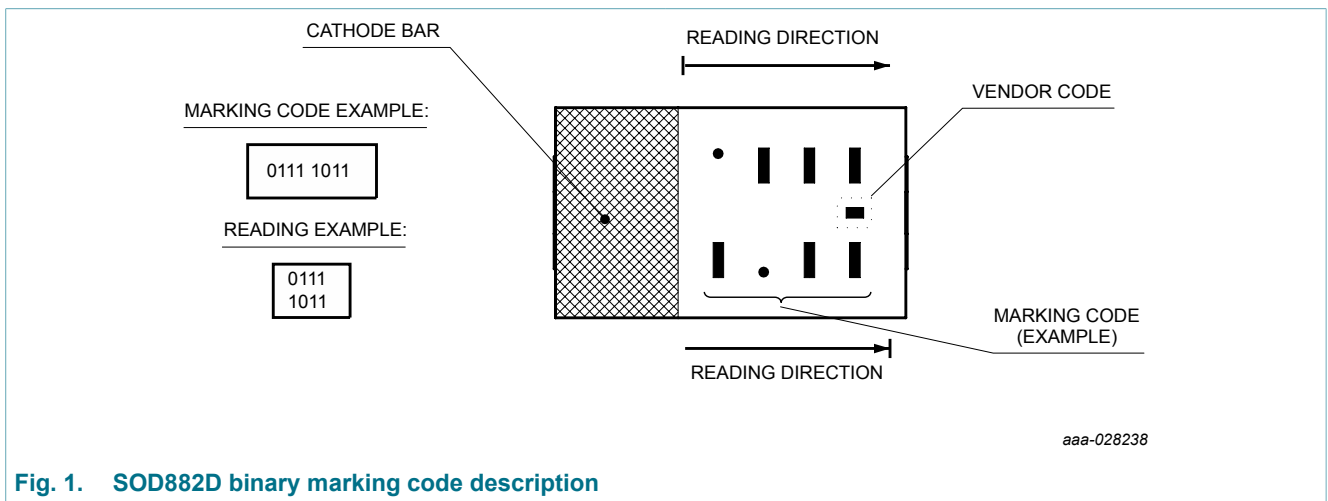 CATHODE BAR
READING DIRECTION
VENDOR CODE
MARKING CODE EXAMPLE:
0111 1011
READING EXAMPLE:
0111
1011
MARKING CODE
(EXAMPLE)
READING DIRECTION
aaa-028238
Fig. 1. SOD882D binary marking code description